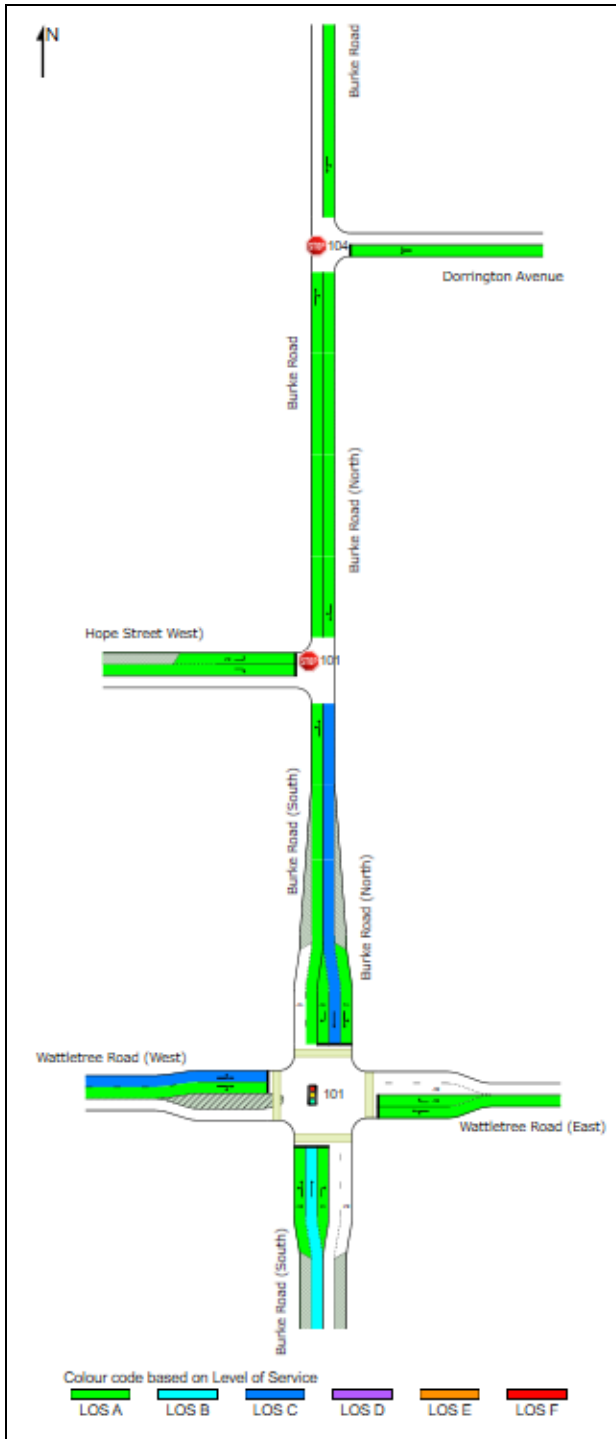 N
Burke Road
STOP 104
Dorrington Avenue
Burke Road
Burke Road (North)
Hope Street West)
STOP 101
Burke Road (South)
Burke Road (North)
Wattletree Road (West)
101
Wattletree Road (East)
Burke Road (South)
Colour code based on Level of Service
LOS A LOS B LOS C LOS D LOS E LOS F